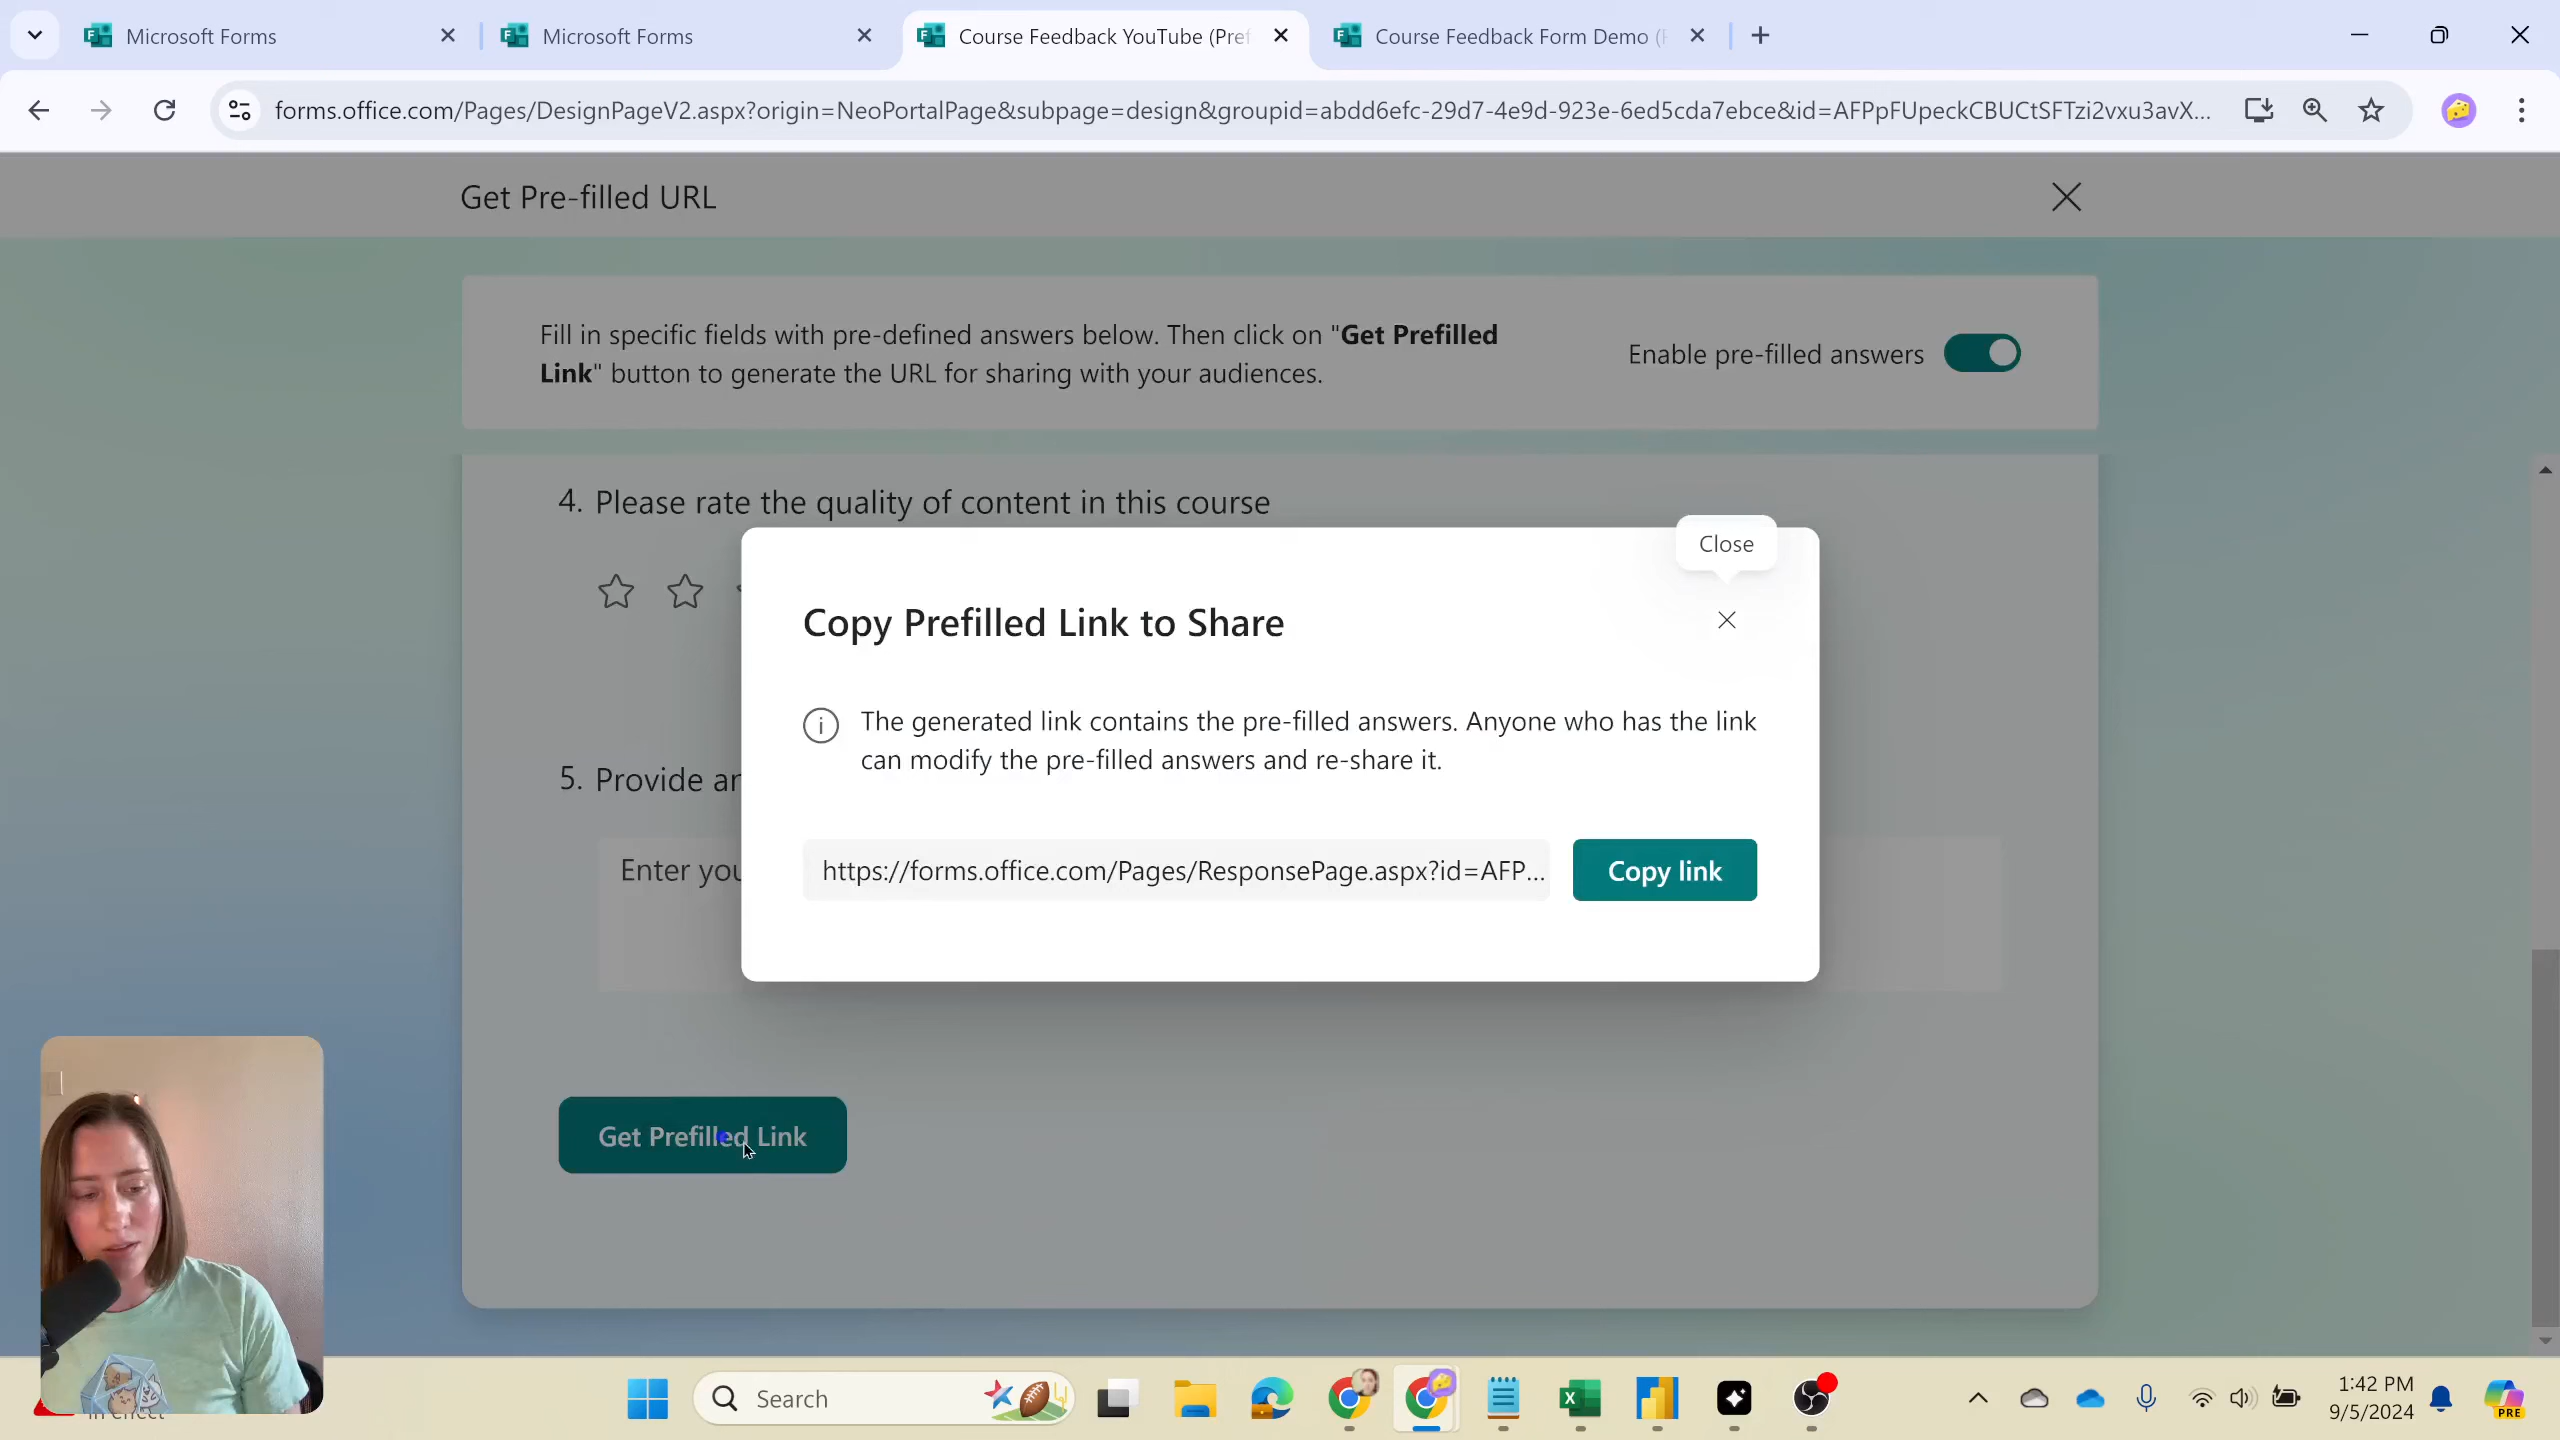 Microsoft Forms
Microsoft Forms
Course Feedback YouTube (Pref
Course Feedback Form Demo (
forms.office.com/Pages/DesignPageV2.aspx?origin=NeoPortalPage&subpage=design&groupid=abdd6efc-29d7-4e9d-923e-6ed5cda7ebce&id=AFPpFUpeckCBUCtSFTzi2vxu3avX...
Get Pre-filled URL
Fill in specific fields with pre-defined answers below. Then click on "Get Prefilled
Link" button to generate the URL for sharing with your audiences.
Enable pre-filled answers
4. Please rate the quality of content in this course
Close
Copy Prefilled Link to Share
The generated link contains the pre-filled answers. Anyone who has the link
can modify the pre-filled answers and re-share it.
5. Provide an
https://forms.office.com/Pages/ResponsePage.aspx?id=AFP...
Copy link
Enter you
Get Prefilled Link
in effect
Search
1:42 PM
9/5/2024
PRE